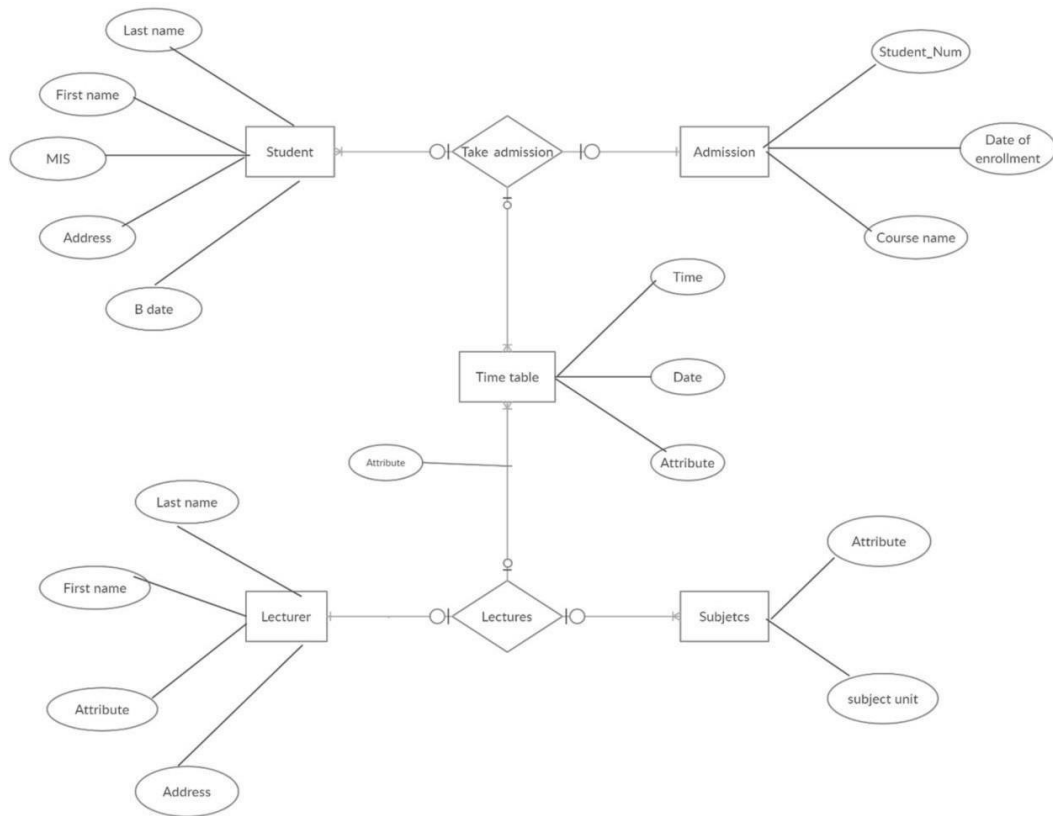 Last name
Student_Num
First name
Date of
enrollment
MIS
Student
Take admission
Admission
Address
Course name
B date
Time
Time table
Date
Attribute
Attribute
Last name
Attribute
First name
Lecturer
Lectures
Subjetcs
Attribute
subject unit
Address